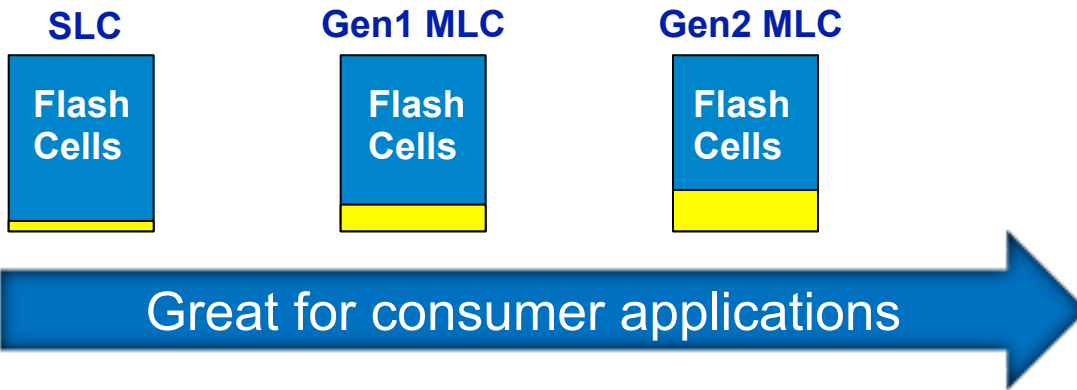 SLC
Gen1 MLC
Gen2 MLC
Flash
Cells
Flash
Cells
Flash
Cells
Great for consumer applications